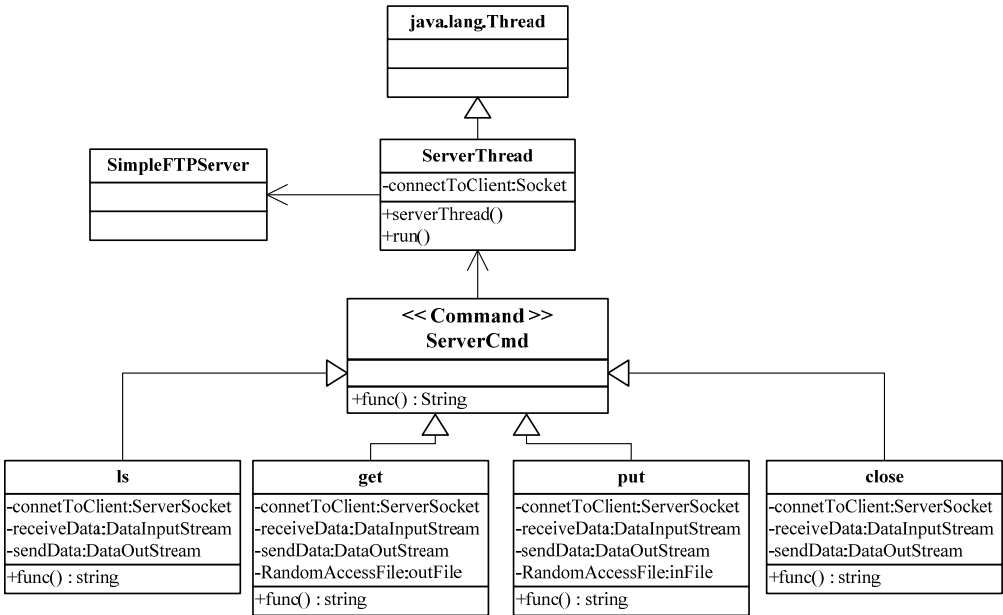 java.lang.Thread
SimpleFTPServer
ServerThread
-connectToClient:Socket
+serverThread()
+run()
<< Command >>
ServerCmd
+func() : String
ls
-connetToClient:ServerSocket
-receiveData:DataInputStream
-sendData:DataOutStream
+func() : string
get
-connetToClient:ServerSocket
-receiveData:DataInputStream
-sendData:DataOutStream
-RandomAccessFile:outFile
+func() : string
put
-connetToClient:ServerSocket
-receiveData:DataInputStream
-sendData:DataOutStream
-RandomAccessFile:inFile
+func() : string
close
-connetToClient:ServerSocket
-receiveData:DataInputStream
-sendData:DataOutStream
+func() : string